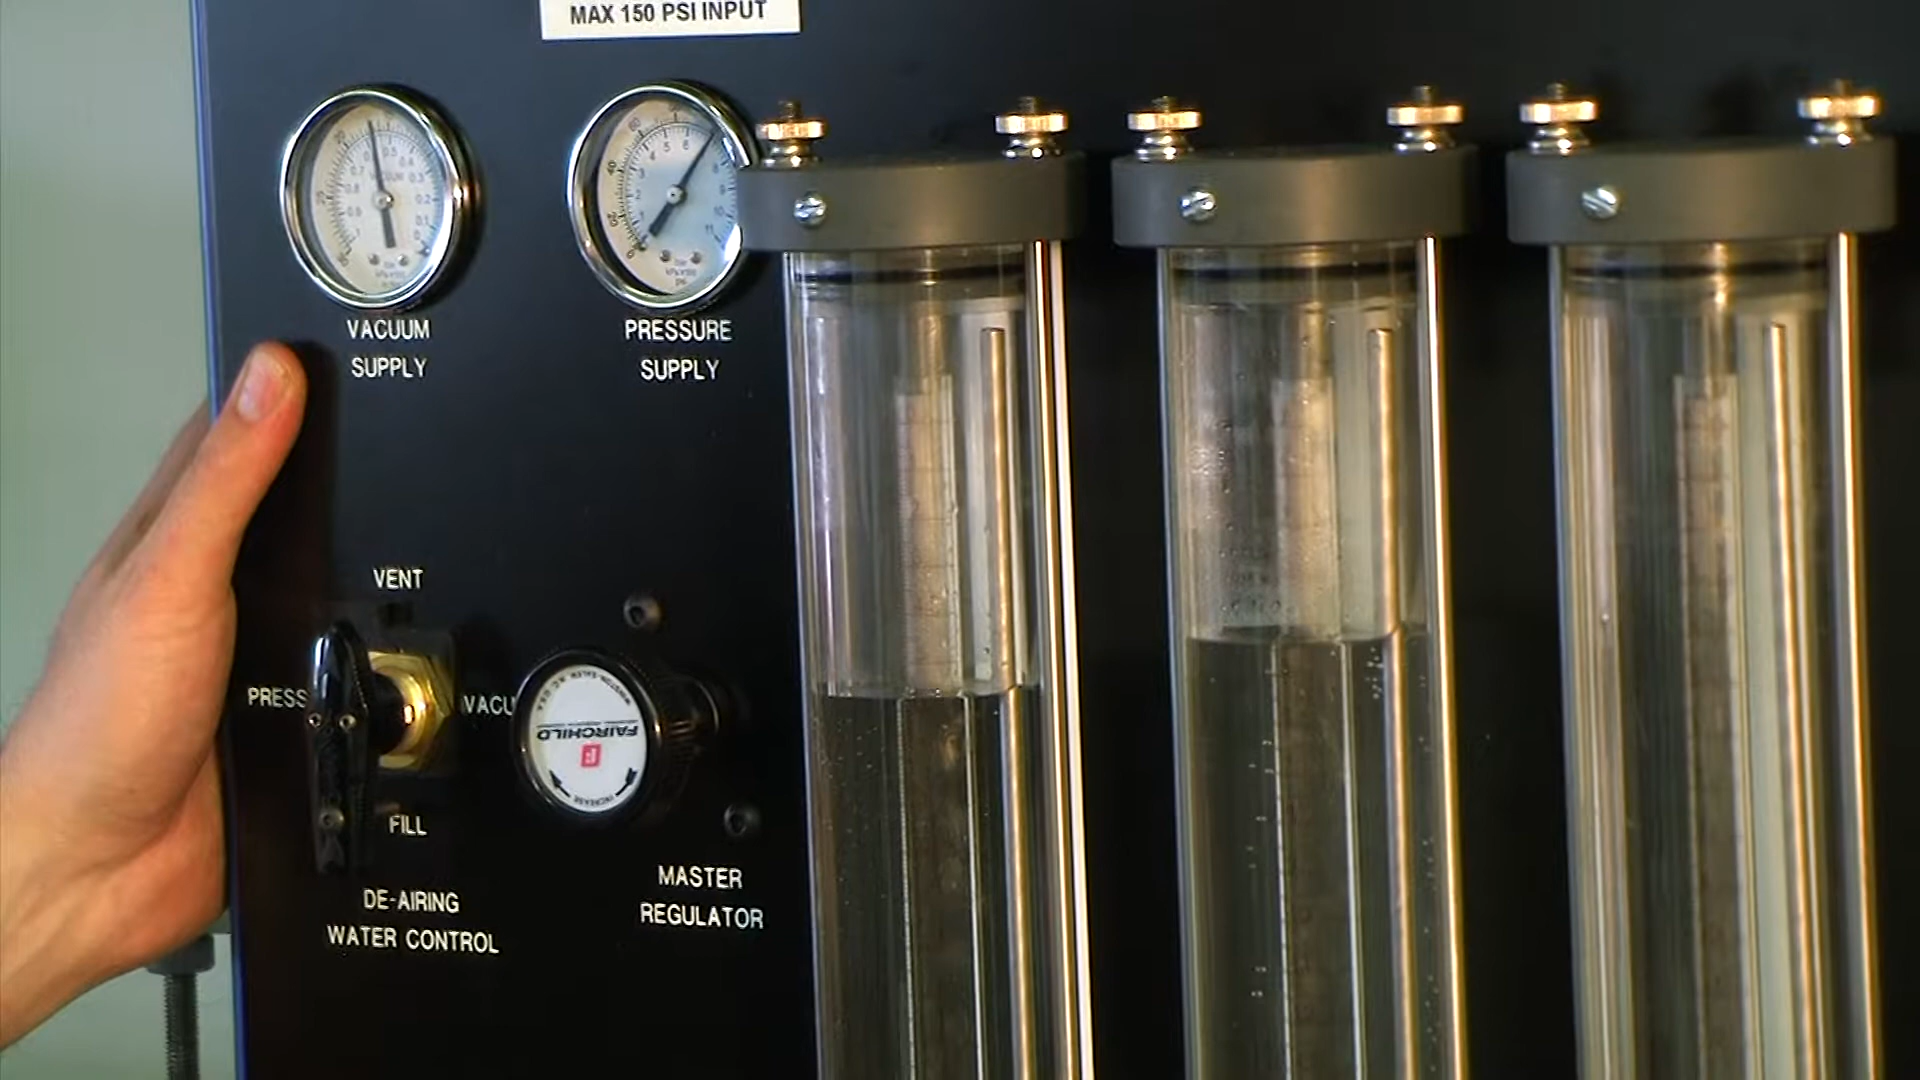 MAX 150 PSI INPUT
VACUUM
SUPPLY
PRESSURE
SUPPLY
VENT
PRESS
VACU
FILL
DE-AIRING
WATER CONTROL
FAIRCHILD
INCREASE
MASTER
REGULATOR